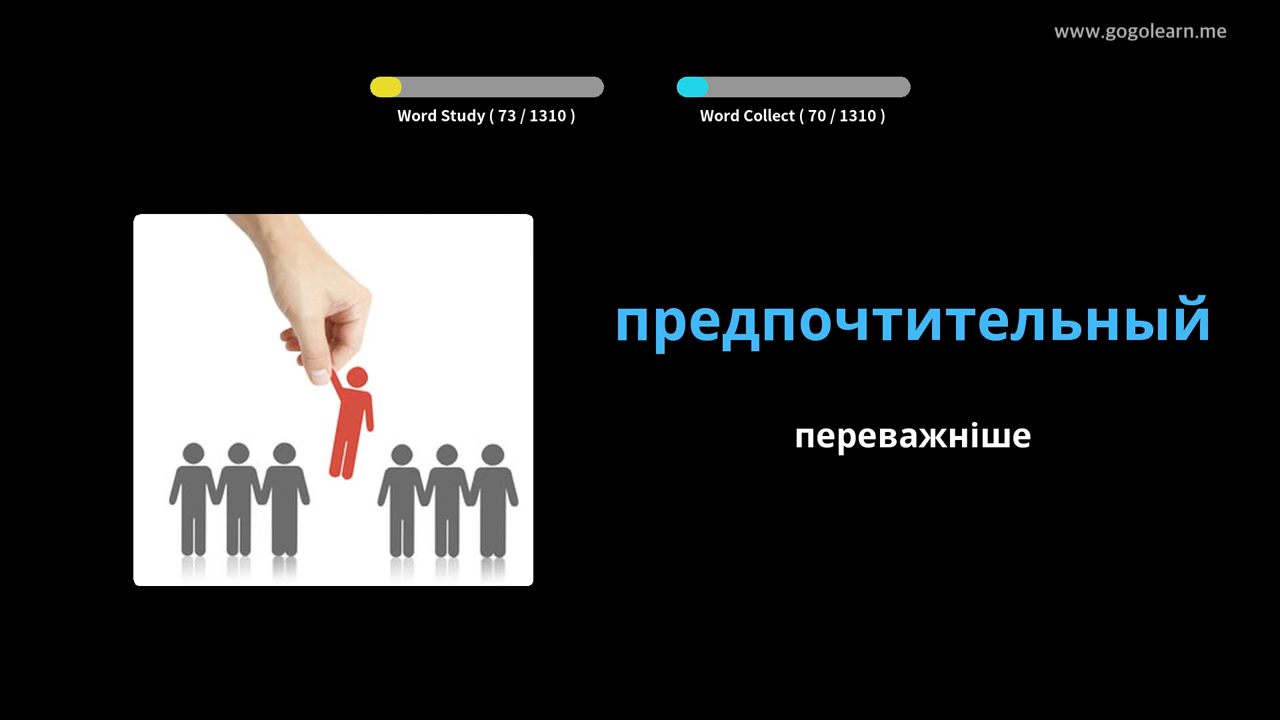 www.gogolearn.me
Word Study ( 73 / 1310 )
Word Collect ( 70 / 1310 )
предпочтительный
переважніше